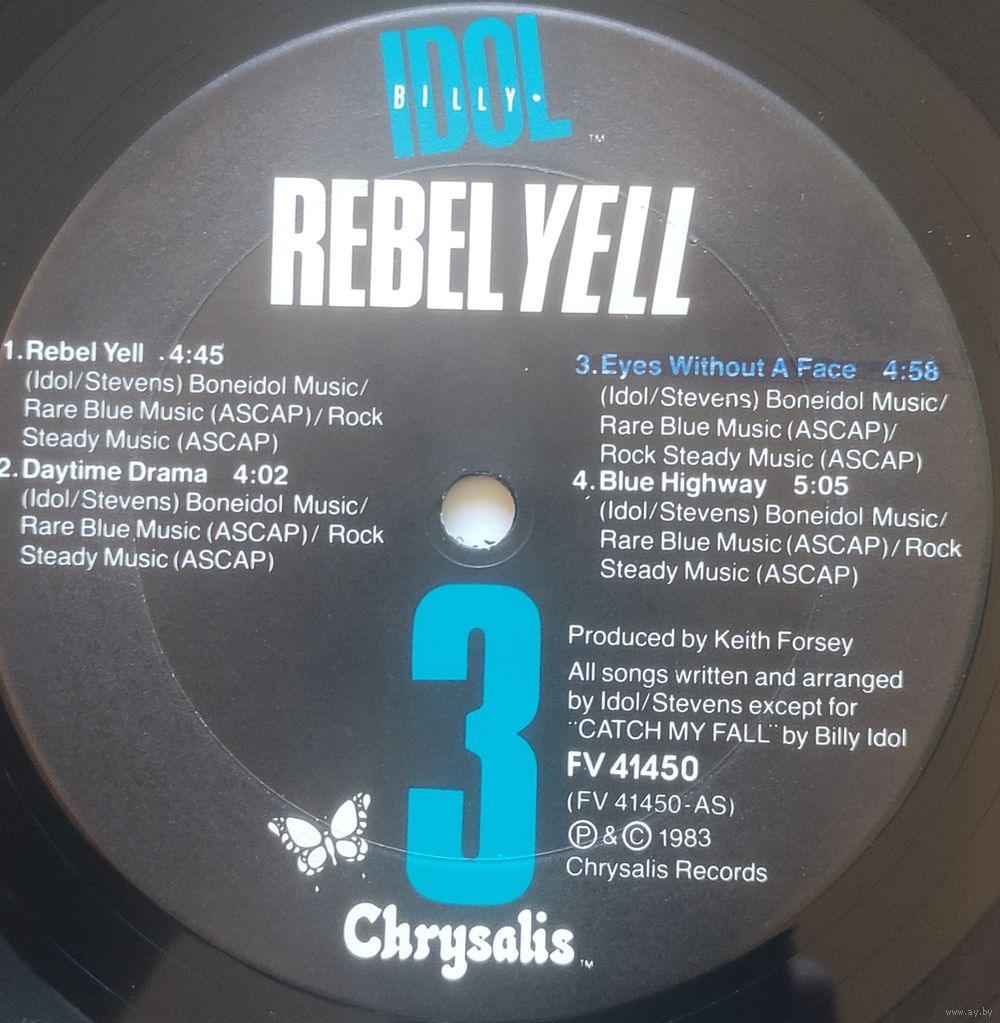 IDOL
BILLY.
™
REBEL YELL
1. Rebel Yell . 4:45
(Idol/Stevens) Boneidol Music/
Rare Blue Music (ASCAP)/ Rock
Steady Music (ASCAP)
2. Daytime Drama 4:02
(Idol/Stevens) Boneidol Music/
Rare Blue Music (ASCAP)/ Rock
Steady Music (ASCAP)
3. Eyes Without A Face 4:58
(Idol/Stevens) Boneidol Music/
Rare Blue Music (ASCAP)/
Rock Steady Music (ASCAP)
4. Blue Highway 5:05
(Idol/Stevens) Boneidol Music/
Rare Blue Music (ASCAP)/ Rock
Steady Music (ASCAP)
3
Produced by Keith Forsey
All songs written and arranged
by Idol/Stevens except for
¨CATCH MY FALL¨ by Billy Idol
FV 41450
(FV 41450-AS)
Ⓟ & © 1983
Chrysalis Records
Chrysalis ™
www.ay.by